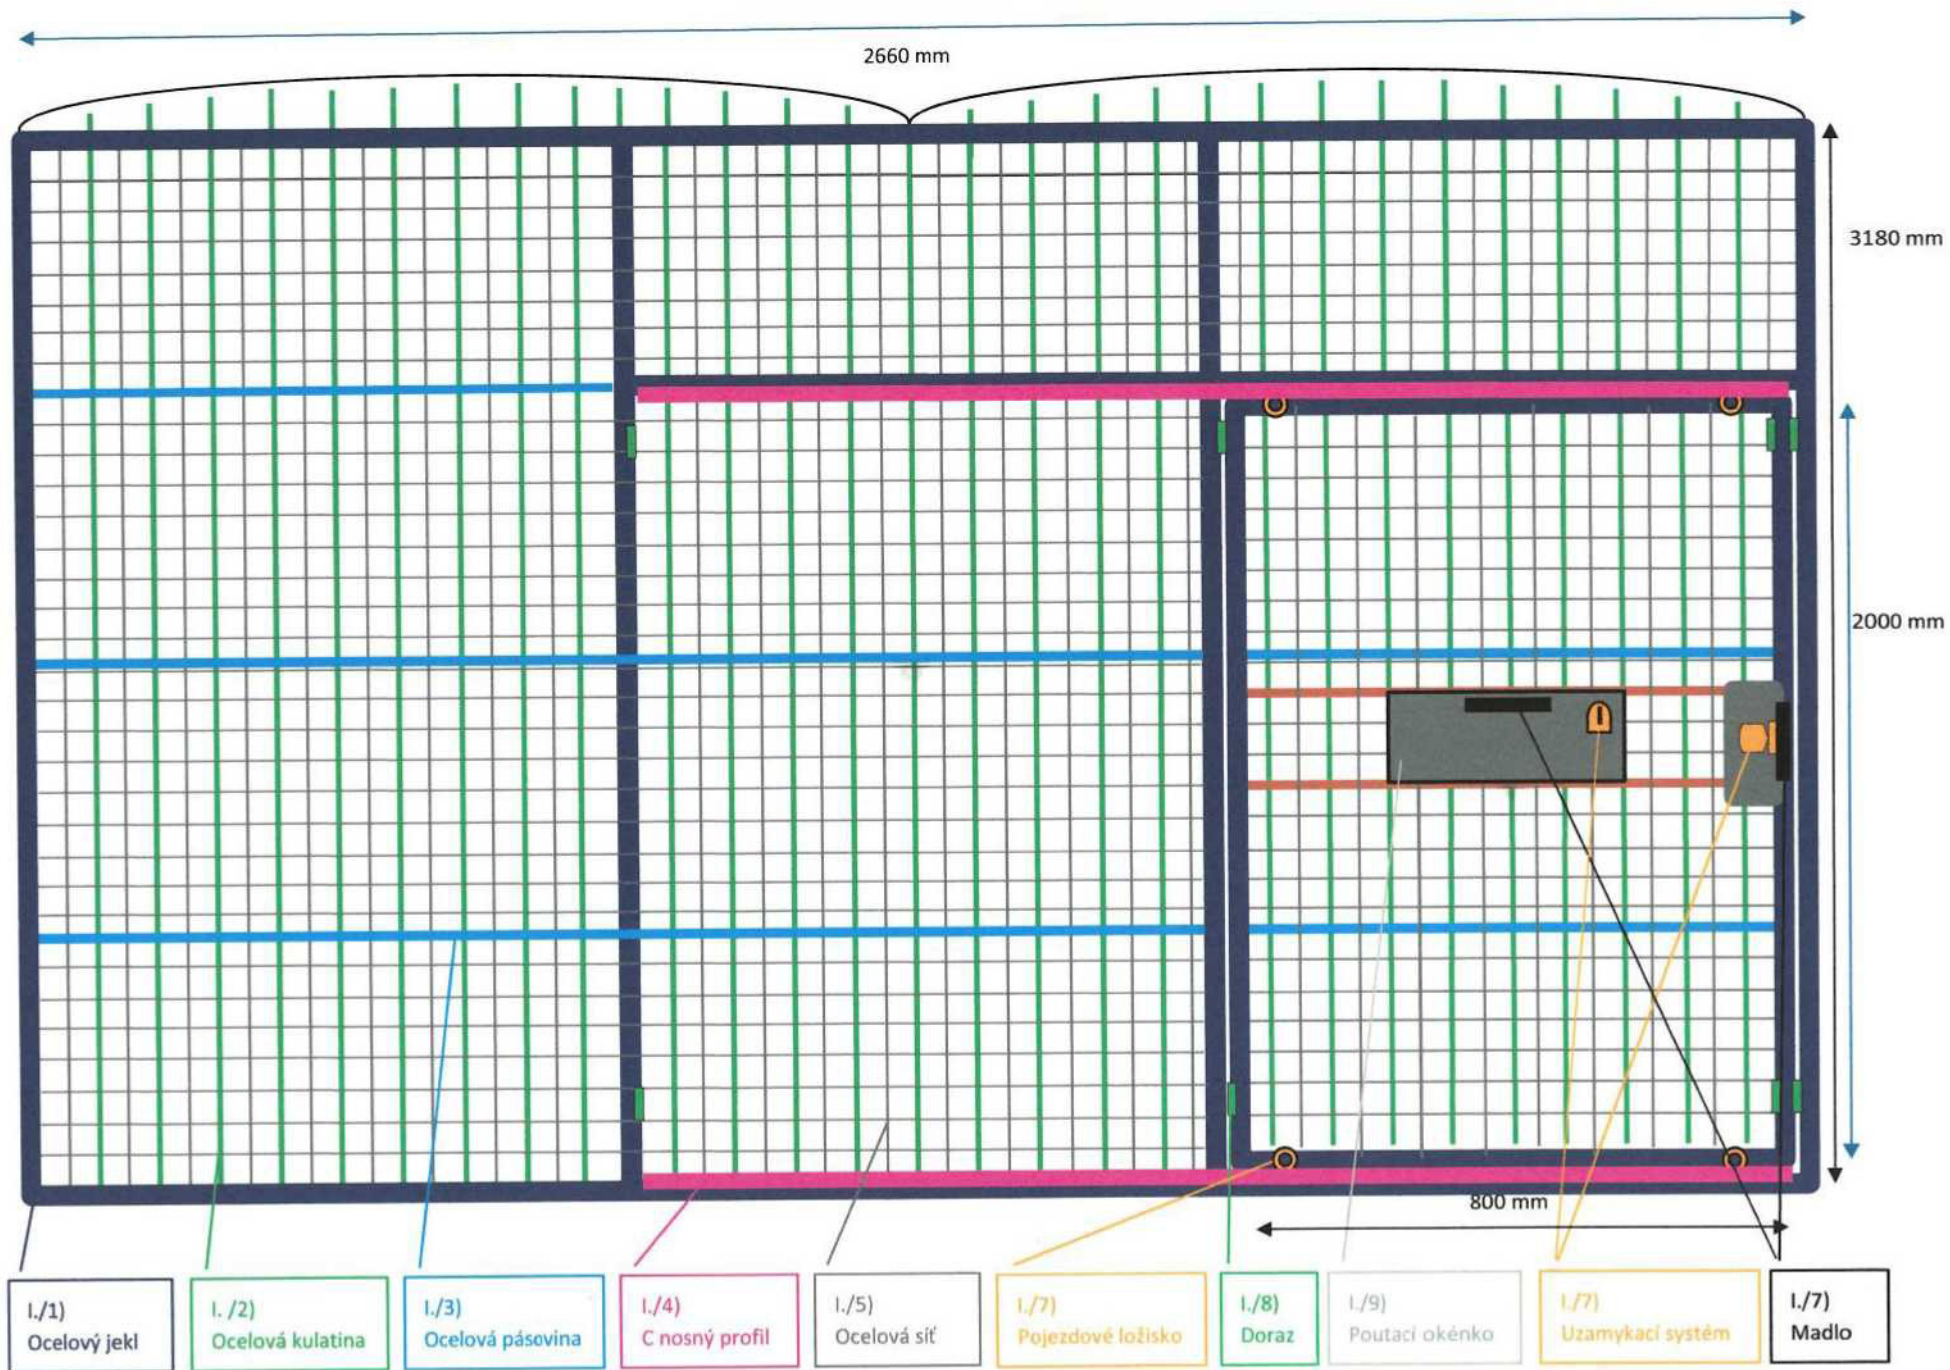 2660 mm
3180 mm
2000 mm
800 mm
I./1)
Ocelový jekl
I. /2)
Ocelová kulatina
I./3)
Ocelová pásovina
I./4)
C nosný profil
I./5)
Ocelová síť
I./7)
Pojezdové ložisko
I./8)
Doraz
I./9)
Poutací okénko
I./7)
Uzamykací systém
I./7)
Madlo